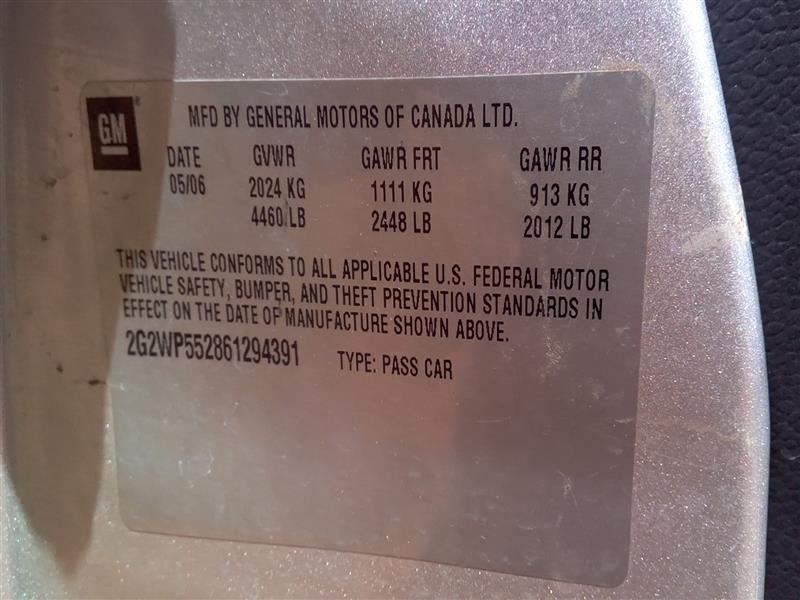 GM ®
MFD BY GENERAL MOTORS OF CANADA LTD.
DATE GVWR GAWR FRT GAWR RR
05/06 2024 KG 1111 KG 913 KG
4460 LB 2448 LB 2012 LB
THIS VEHICLE CONFORMS TO ALL APPLICABLE U.S. FEDERAL MOTOR
VEHICLE SAFETY, BUMPER, AND THEFT PREVENTION STANDARDS IN
EFFECT ON THE DATE OF MANUFACTURE SHOWN ABOVE.
2G2WP552861294391 TYPE: PASS CAR